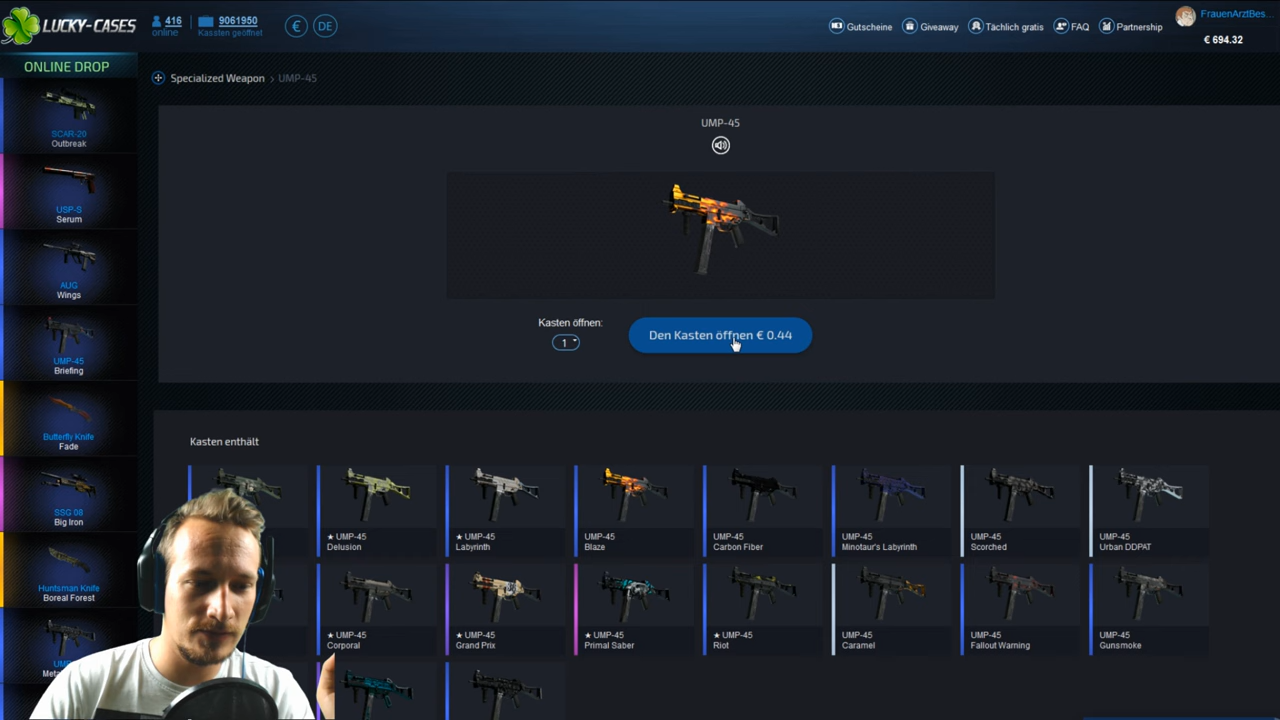 LUCKY-CASES
416
online
9061950
Kassten geöffnet
€
DE
Gutscheine
Giveaway
Tächlich gratis
FAQ
Partnership
FrauenArztBes...
€ 694.32
ONLINE DROP
SCAR-20
Outbreak
USP-S
Serum
AUG
Wings
UMP-45
Briefing
Butterfly Knife
Fade
SSG 08
Big Iron
Huntsman Knife
Boreal Forest
Specialized Weapon › UMP-45
UMP-45
Kasten öffnen:
1
Den Kasten öffnen € 0.44
Kasten enthält
★ UMP-45
Delusion
★ UMP-45
Labyrinth
UMP-45
Blaze
UMP-45
Carbon Fiber
UMP-45
Minotaur's Labyrinth
UMP-45
Scorched
UMP-45
Urban DDPAT
★ UMP-45
Corporal
★ UMP-45
Grand Prix
★ UMP-45
Primal Saber
★ UMP-45
Riot
UMP-45
Caramel
UMP-45
Fallout Warning
UMP-45
Gunsmoke